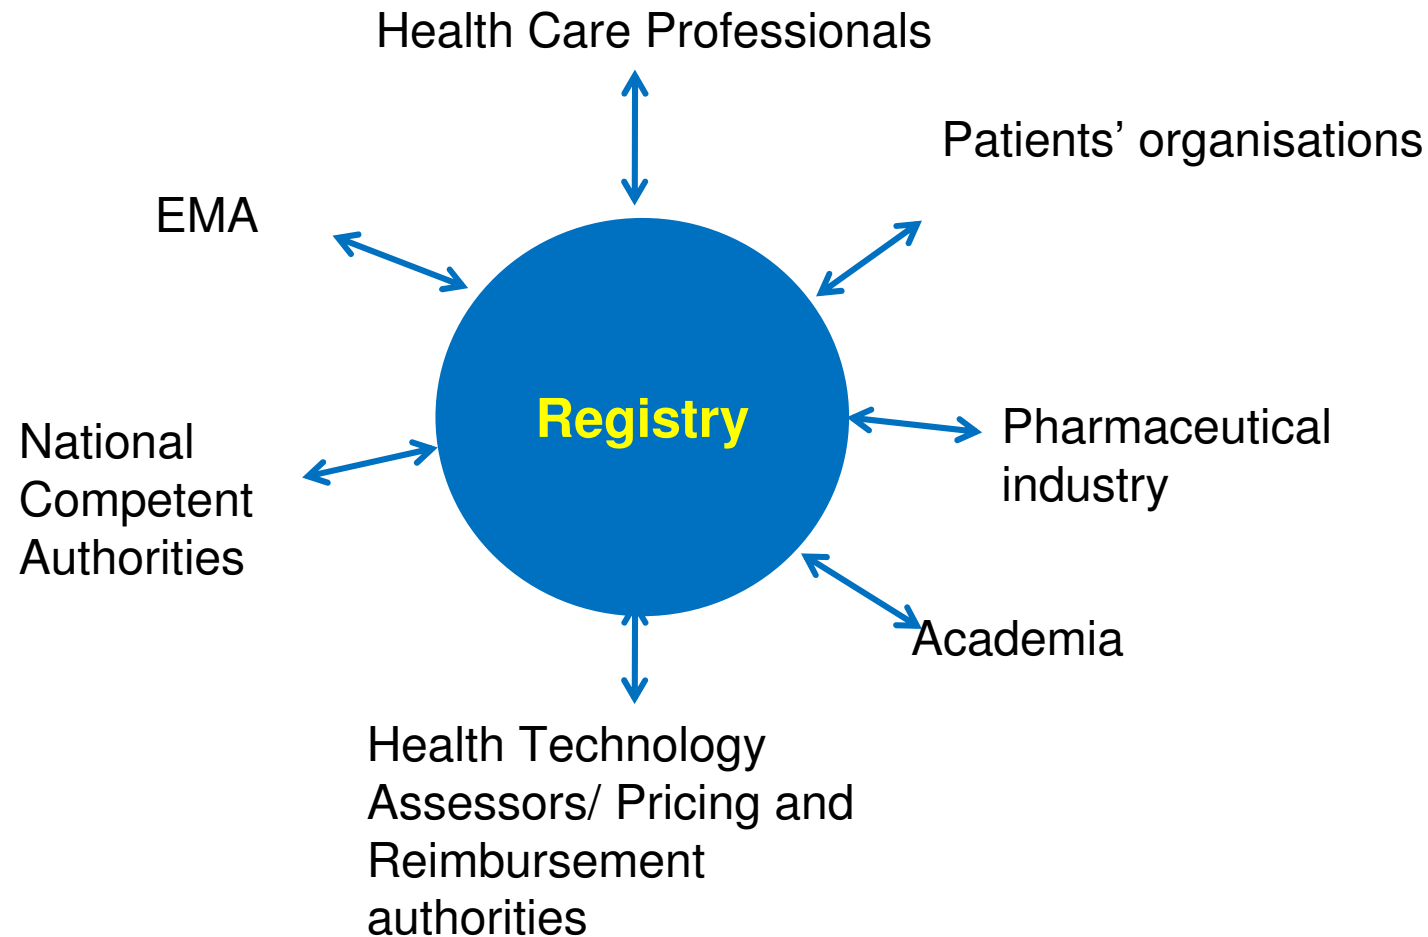 Health Care Professionals
Patients’ organisations
EMA
Registry
Pharmaceutical
industry
National
Competent
Authorities
Academia
Health Technology
Assessors/ Pricing and
Reimbursement
authorities